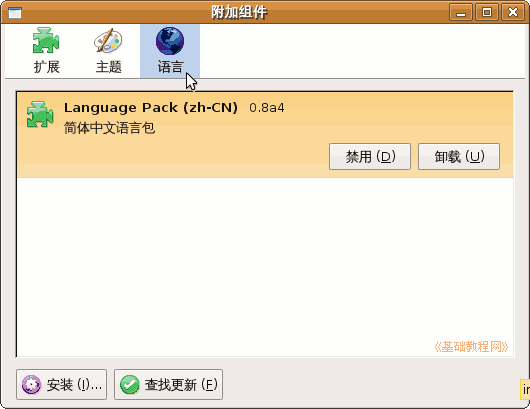 附加组件
扩展 主题 语言
Language Pack (zh-CN) 0.8a4
简体中文语言包
禁用 (D) 卸载 (U)
《基础教程网》
安装 (I)... 查找更新 (F)
in